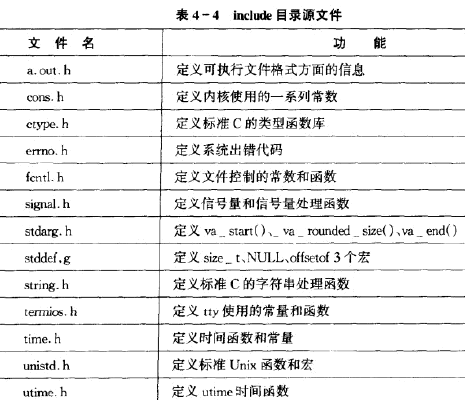 表 4-4 include 目录源文件
文 件 名 功 能
a.out.h 定义可执行文件格式方面的信息
cons.h 定义内核使用的一系列常数
ctype.h 定义标准 C 的类型函数库
errno.h 定义系统出错代码
fcntl.h 定义文件控制的常数和函数
signal.h 定义信号量和信号量处理函数
stdarg.h 定义 va_start()、_va_rounded_size()、va_end()
stddef,g 定义 size_t、NULL、offsetof 3 个宏
string.h 定义标准 C 的字符串处理函数
termios.h 定义 tty 使用的常量和函数
time.h 定义时间函数和常量
unistd.h 定义标准 Unix 函数和宏
utime.h 定义 utime 时间函数